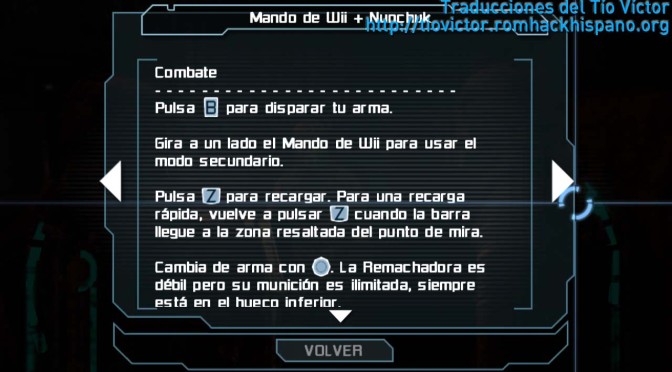 Traducciones del Tío Víctor
Mando de Wii + Nunchuk
http://tiovictor.romhackhispano.org
Combate
Pulsa B para disparar tu arma.
Gira a un lado el Mando de Wii para usar el
modo secundario.
Pulsa Z para recargar. Para una recarga
rápida, vuelve a pulsar Z cuando la barra
llegue a la zona resaltada del punto de mira.
Cambia de arma con . La Remachadora es
débil pero su munición es ilimitada, siempre
está en el hueco inferior.
VOLVER